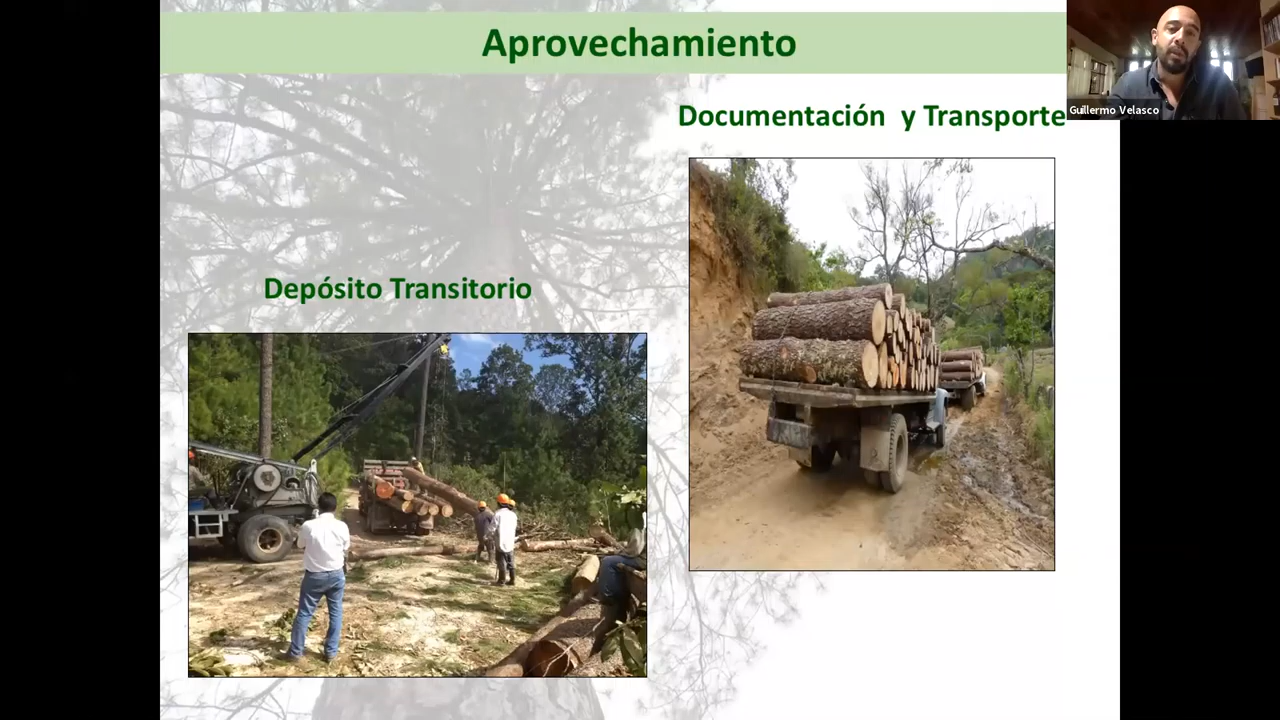 Aprovechamiento
Guillermo Velasco
Documentación y Transporte
Depósito Transitorio